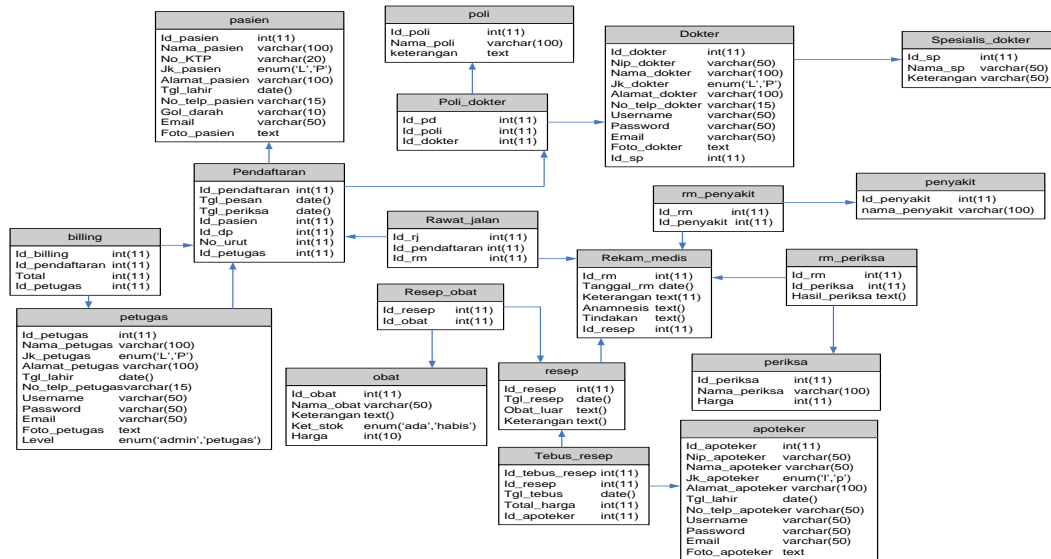 pasien
Id_pasien int(11)
Nama_pasien varchar(100)
No_KTP varchar(20)
Jk_pasien enum('L','P')
Alamat_pasien varchar(100)
Tgl_lahir date()
No_telp_pasien varchar(15)
Gol_darah varchar(10)
Email varchar(50)
Foto_pasien text
poli
Id_poli int(11)
Nama_poli varchar(100)
keterangan text
Dokter
Id_dokter int(11)
Nip_dokter varchar(50)
Nama_dokter varchar(100)
Jk_dokter enum('L','P')
Alamat_dokter varchar(100)
No_telp_dokter varchar(15)
Username varchar(50)
Password varchar(50)
Email varchar(50)
Foto_dokter text
Id_sp int(11)
Spesialis_dokter
Id_sp int(11)
Nama_sp varchar(50)
Keterangan varchar(50)
Poli_dokter
Id_pd int(11)
Id_poli int(11)
Id_dokter int(11)
Pendaftaran
Id_pendaftaran int(11)
Tgl_pesan date()
Tgl_periksa date()
Id_pasien int(11)
Id_dp int(11)
No_urut int(11)
Id_petugas int(11)
rm_penyakit
Id_rm int(11)
Id_penyakit int(11)
penyakit
Id_penyakit int(11)
nama_penyakit varchar(100)
billing
Id_billing int(11)
Id_pendaftaran int(11)
Total int(11)
Id_petugas int(11)
Rawat_jalan
Id_rj int(11)
Id_pendaftaran int(11)
Id_rm int(11)
Rekam_medis
Id_rm int(11)
Tanggal_rm date()
Keterangan text(11)
Anamnesis text()
Tindakan text()
Id_resep int(11)
rm_periksa
Id_rm int(11)
Id_periksa int(11)
Hasil_periksa text()
petugas
Id_petugas int(11)
Nama_petugas varchar(100)
Jk_petugas enum('L','P')
Alamat_petugas varchar(100)
Tgl_lahir date()
No_telp_petugasvarchar(15)
Username varchar(50)
Password varchar(50)
Email varchar(50)
Foto_petugas text
Level enum('admin','petugas')
Resep_obat
Id_resep int(11)
Id_obat int(11)
obat
Id_obat int(11)
Nama_obat varchar(50)
Keterangan text()
Ket_stok enum('ada','habis')
Harga int(10)
resep
Id_resep int(11)
Tgl_resep date()
Obat_luar text()
Keterangan text()
periksa
Id_periksa int(11)
Nama_periksa varchar(100)
Harga int(11)
Tebus_resep
Id_tebus_resep int(11)
Id_resep int(11)
Tgl_tebus date()
Total_harga int(11)
Id_apoteker int(11)
apoteker
Id_apoteker int(11)
Nip_apoteker varchar(50)
Nama_apoteker varchar(50)
Jk_apoteker enum('l','p')
Alamat_apoteker varchar(100)
Tgl_lahir date()
No_telp_apoteker varchar(50)
Username varchar(50)
Password varchar(50)
Email varchar(50)
Foto_apoteker text